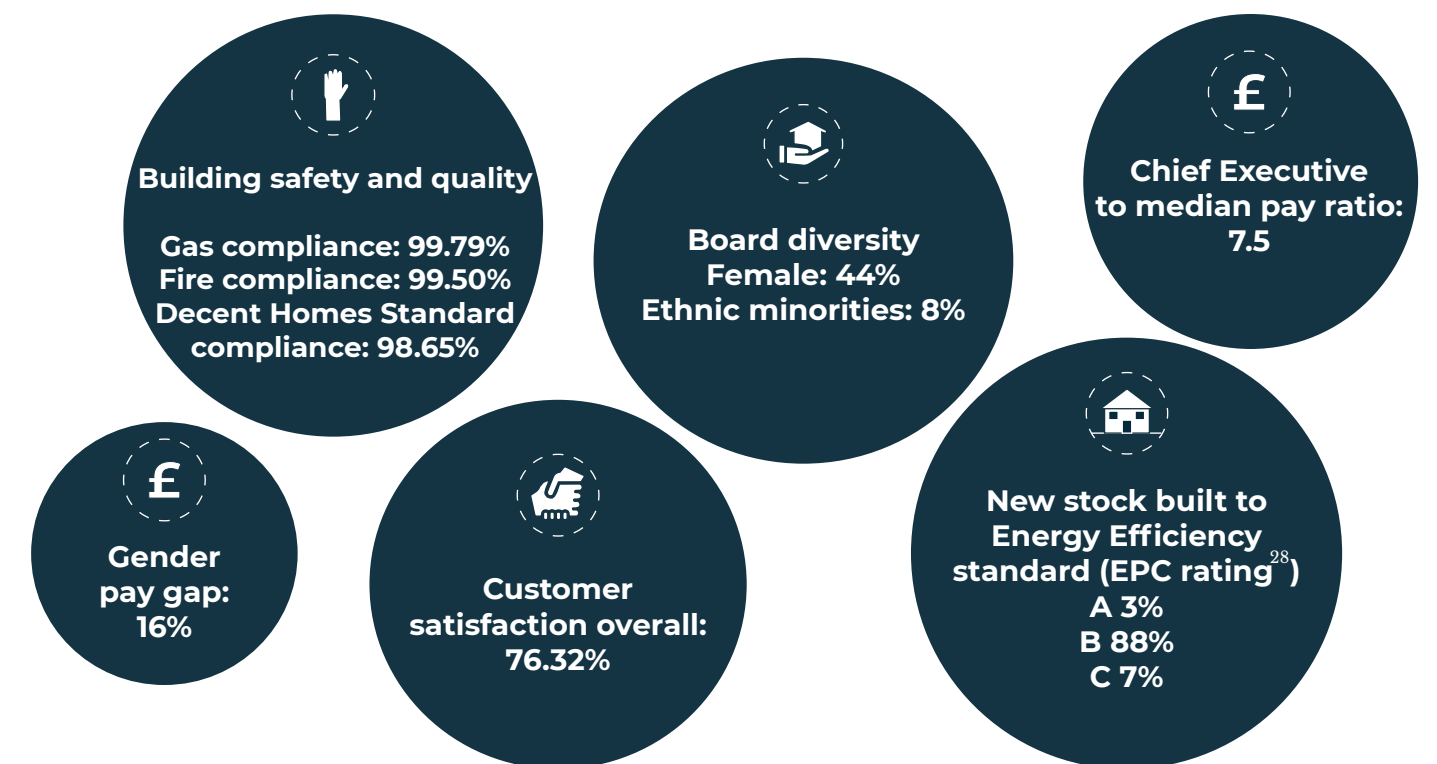 Building safety and quality
Gas compliance: 99.79%
Fire compliance: 99.50%
Decent Homes Standard
compliance: 98.65%
Board diversity
Female: 44%
Ethnic minorities: 8%
£
Chief Executive
to median pay ratio:
7.5
£
Gender
pay gap:
16%
Customer
satisfaction overall:
76.32%
New stock built to
Energy Efficiency
standard (EPC rating28)
A 3%
B 88%
C 7%